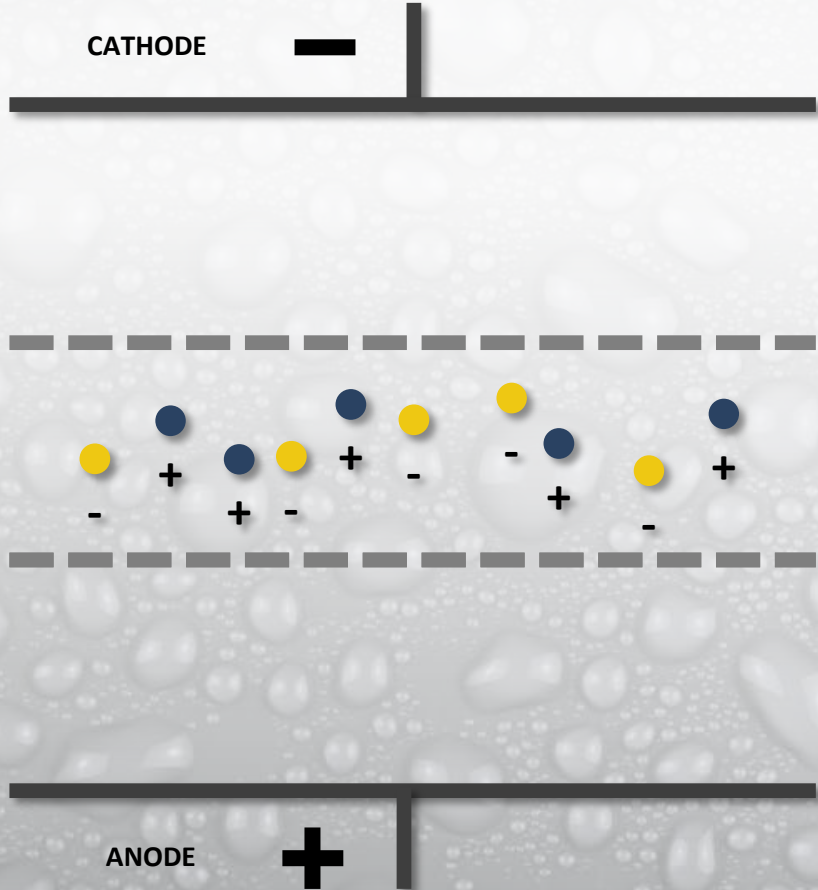 CATHODE -
+ + - - + - - + - +
ANODE +